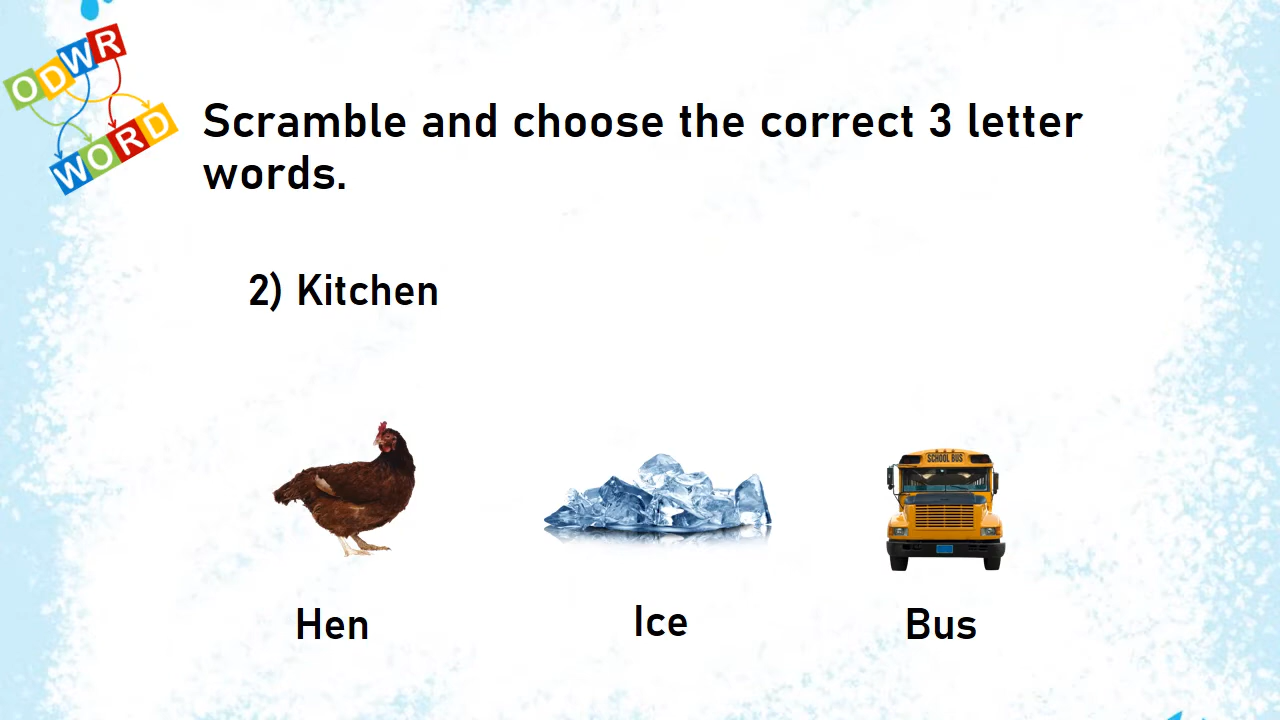 ODWR
WORD
Scramble and choose the correct 3 letter
words.
2) Kitchen
SCHOOL BUS
Hen
Ice
Bus